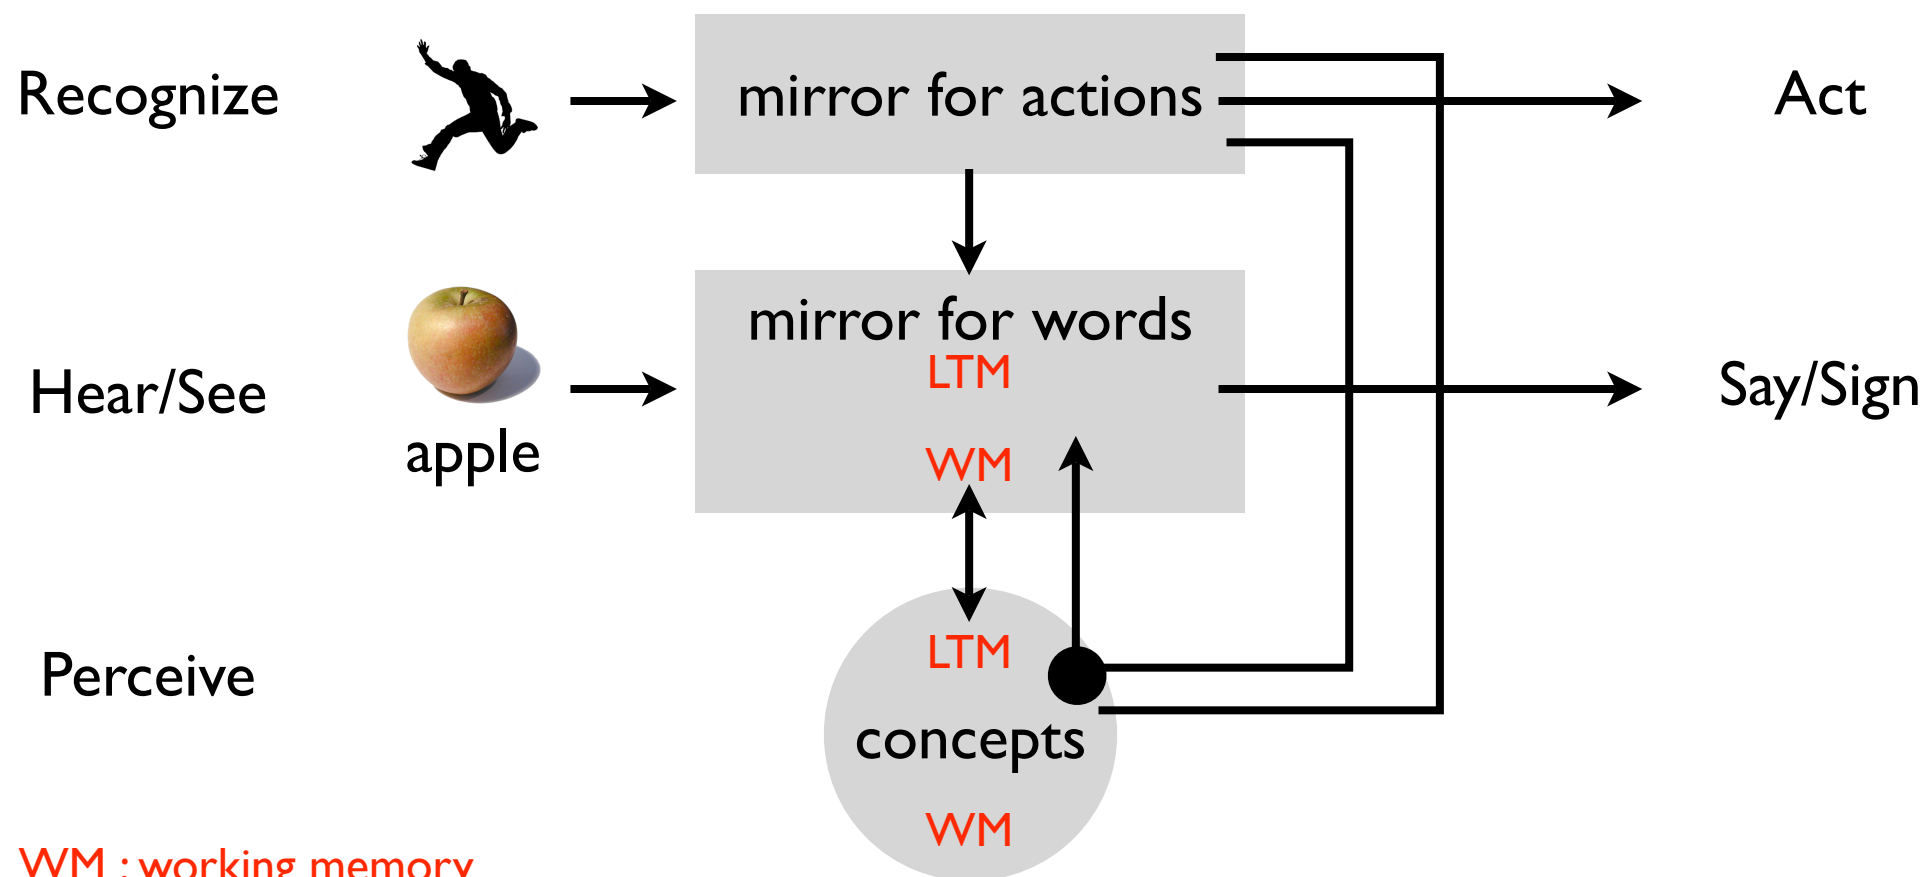 Recognize
mirror for actions
Act
mirror for words
LTM
Hear/See
Say/Sign
apple
WM
LTM
Perceive
concepts
WM
WM : working memory